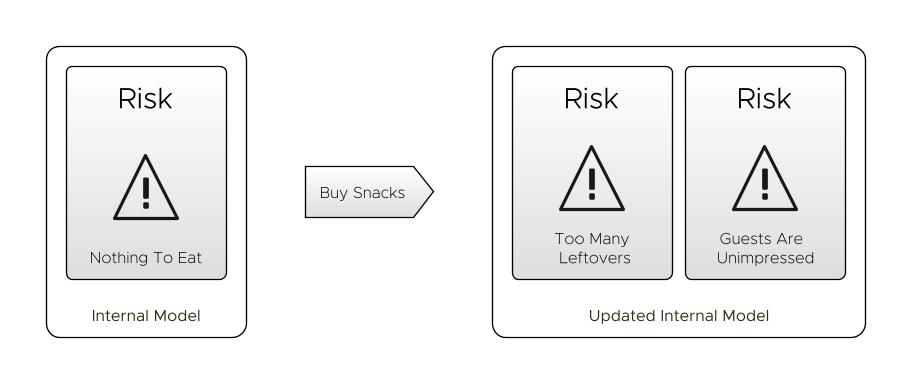 Risk
Nothing To Eat
Internal Model
Buy Snacks
Risk
Too Many
Leftovers
Risk
Guests Are
Unimpressed
Updated Internal Model